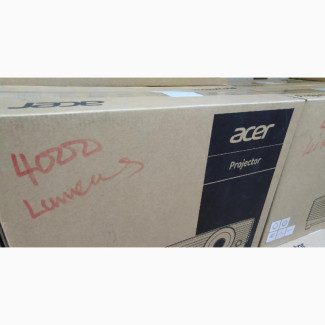 acer
acer
Projector
4000
Lumens